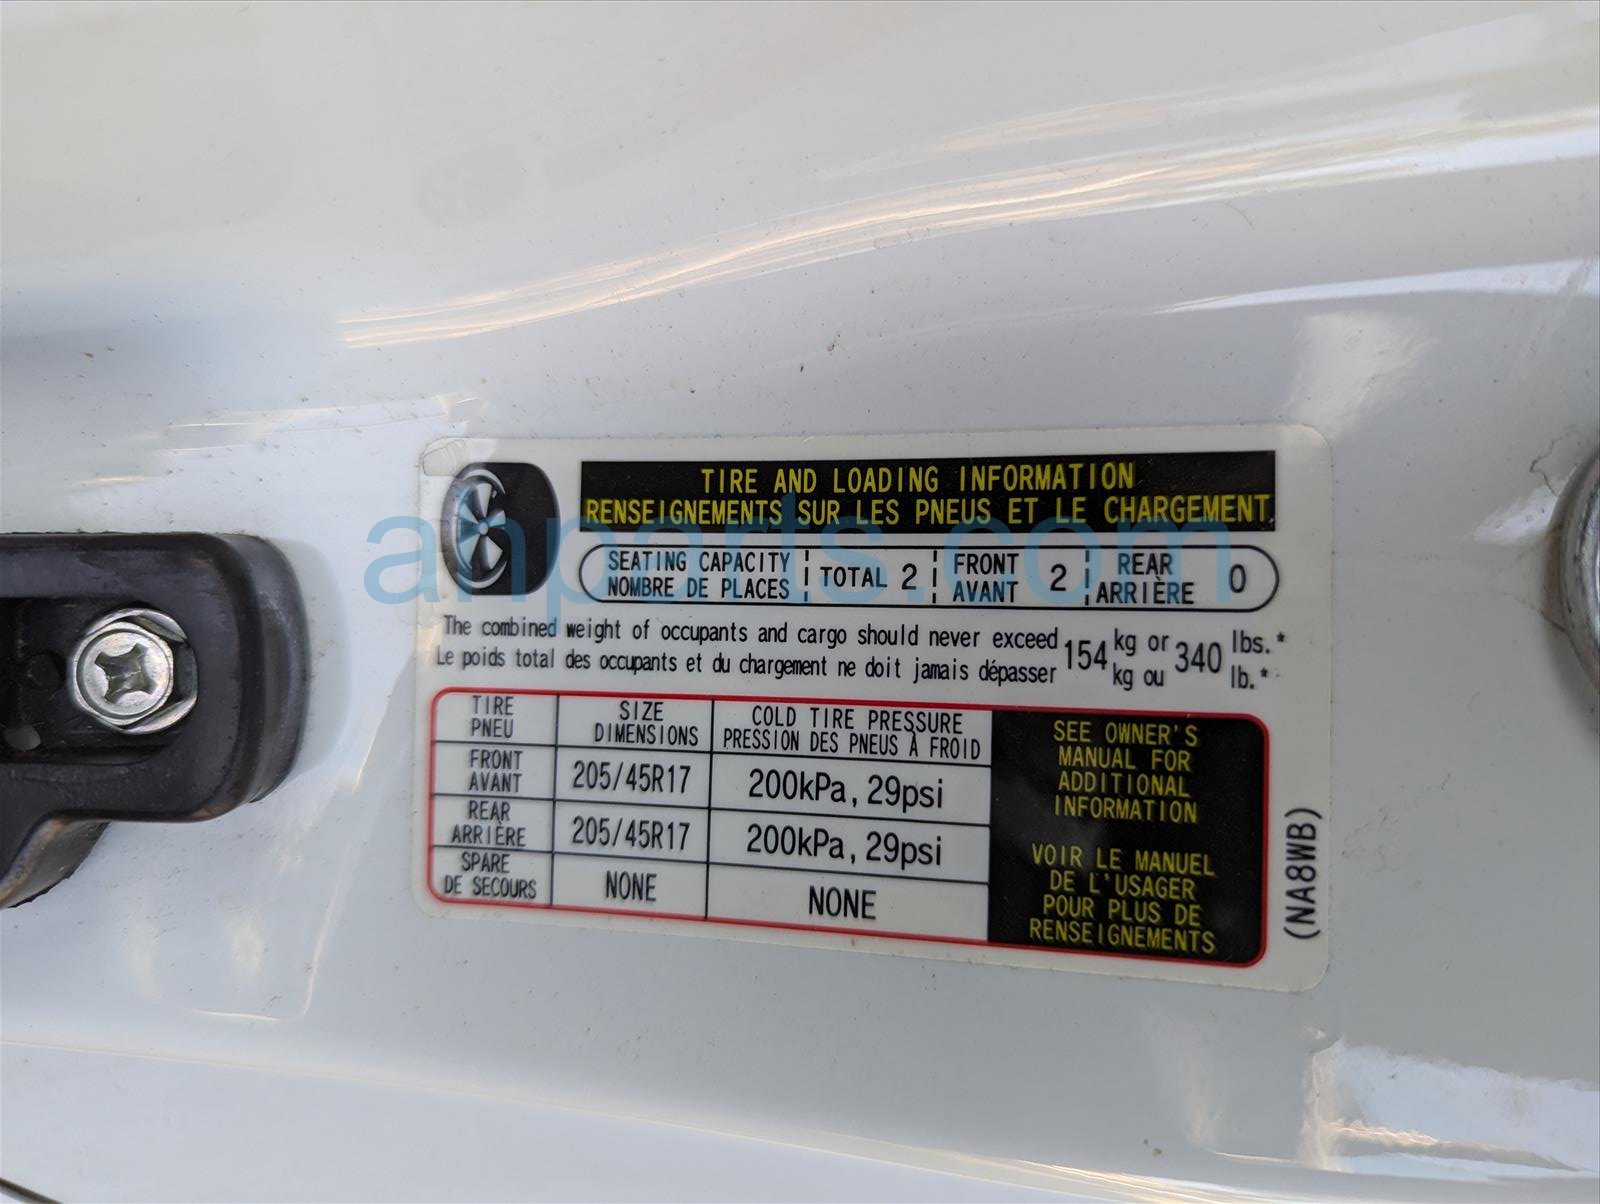 TIRE AND LOADING INFORMATION
RENSEIGNEMENTS SUR LES PNEUS ET LE CHARGEMENT
SEATING CAPACITY
NOMBRE DE PLACES
TOTAL 2
FRONT
AVANT
2
REAR
ARRIÈRE
0
The combined weight of occupants and cargo should never exceed 154 kg or 340 lbs.*
Le poids total des occupants et du chargement ne doit jamais dépasser kg ou lb.*
TIRE
PNEU
SIZE
DIMENSIONS
COLD TIRE PRESSURE
PRESSION DES PNEUS À FROID
FRONT
AVANT
205/45R17
200kPa, 29psi
REAR
ARRIÈRE
205/45R17
200kPa, 29psi
SPARE
DE SECOURS
NONE
NONE
SEE OWNER'S
MANUAL FOR
ADDITIONAL
INFORMATION
VOIR LE MANUEL
DE L'USAGER
POUR PLUS DE
RENSEIGNEMENTS
(NA8WB)
ahparts.com